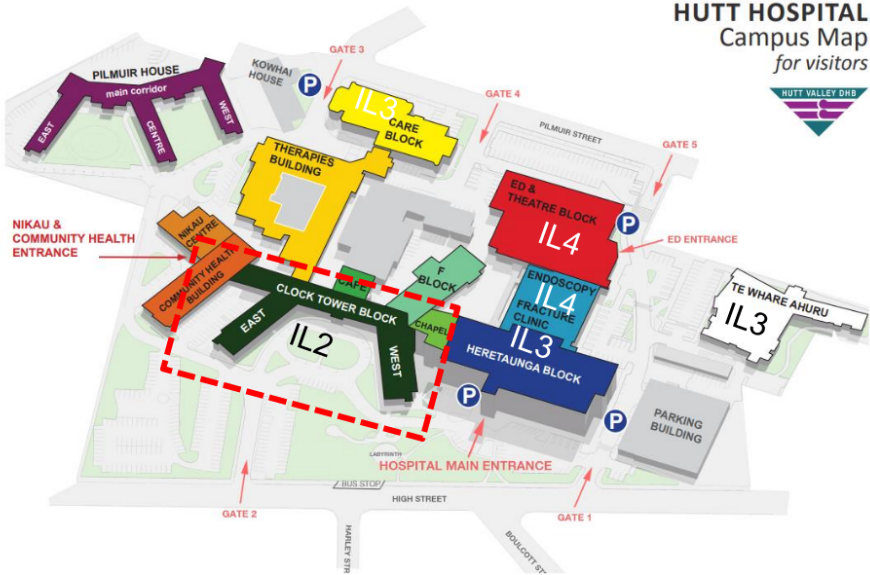 HUTT HOSPITAL
Campus Map
for visitors
HUTT VALLEY DHB
GATE 3
PILMUIR HOUSE
main corridor
EAST
CENTRE
WEST
KOWHAI
HOUSE
P
IL3
CARE
BLOCK
GATE 4
PILMUIR STREET
GATE 5
THERAPIES
BUILDING
ED &
THEATRE BLOCK
IL4
P
ED ENTRANCE
NIKAU &
COMMUNITY HEALTH
ENTRANCE
NIKAU
CENTRE
COMMUNITY HEALTH
BUILDING
CAFE
CLOCK TOWER BLOCK
EAST
WEST
IL2
F
BLOCK
CHAPEL
ENDOSCOPY
IL4
FRACTURE
CLINIC
IL3
HERETAUNGA BLOCK
TE WHARE AHURU
IL3
P
P
PARKING
BUILDING
LABYRINTH
HOSPITAL MAIN ENTRANCE
BUS STOP
HIGH STREET
GATE 2
GATE 1
HARLEY STR
BOULCOTT ST